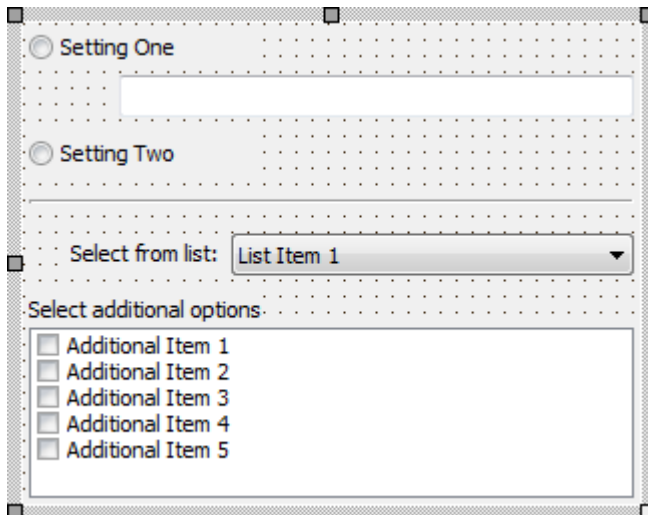 Setting One
Setting Two
Select from list: List Item 1
Select additional options
Additional Item 1
Additional Item 2
Additional Item 3
Additional Item 4
Additional Item 5